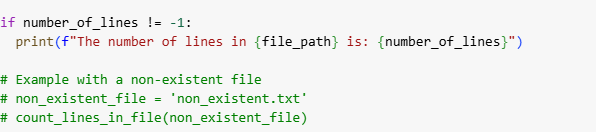 if number_of_lines != -1:
  print(f"The number of lines in {file_path} is: {number_of_lines}")

# Example with a non-existent file
# non_existent_file = 'non_existent.txt'
# count_lines_in_file(non_existent_file)